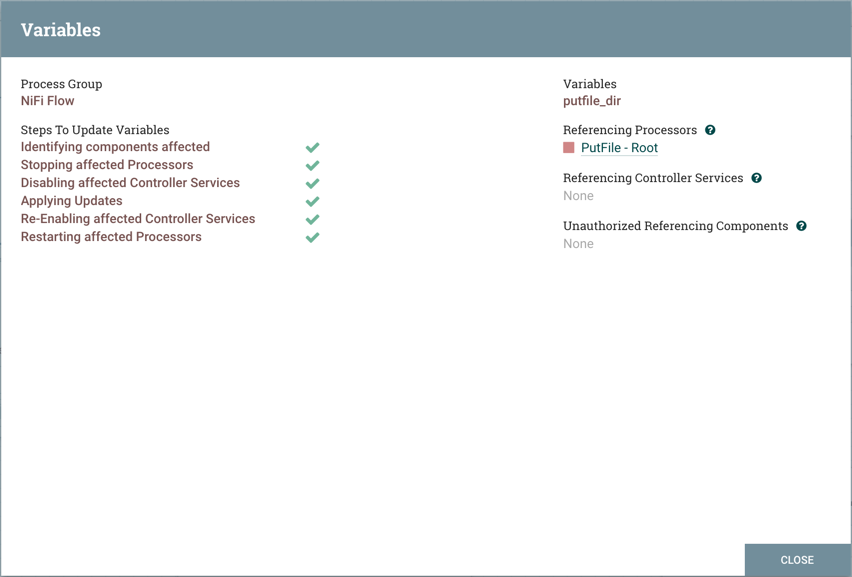 Variables
Process Group
NiFi Flow
Steps To Update Variables
Identifying components affected
Stopping affected Processors
Disabling affected Controller Services
Applying Updates
Re-Enabling affected Controller Services
Restarting affected Processors
Variables
putfile_dir
Referencing Processors ?
PutFile - Root
Referencing Controller Services ?
None
Unauthorized Referencing Components ?
None
CLOSE